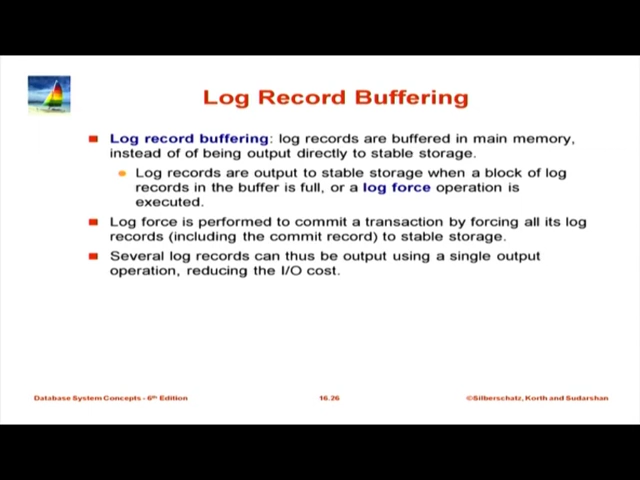 Log Record Buffering
Log record buffering: log records are buffered in main memory,
instead of of being output directly to stable storage.
Log records are output to stable storage when a block of log
records in the buffer is full, or a log force operation is
executed.
Log force is performed to commit a transaction by forcing all its log
records (including the commit record) to stable storage.
Several log records can thus be output using a single output
operation, reducing the I/O cost.
Database System Concepts - 6th Edition
16.26
©Silberschatz, Korth and Sudarshan